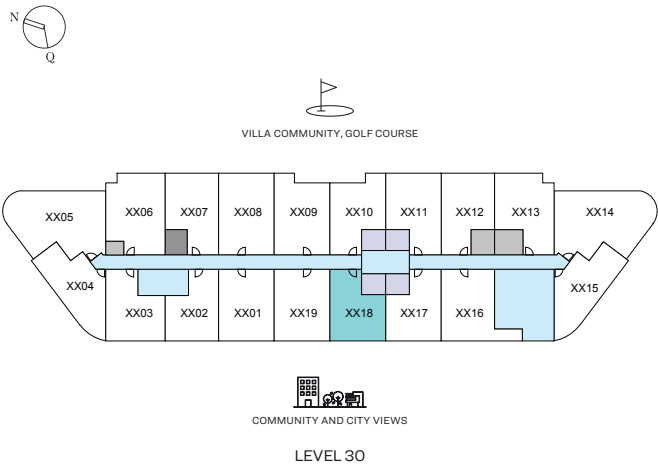 N
Q
VILLA COMMUNITY, GOLF COURSE
XX05
XX06
XX07
XX08
XX09
XX10
XX11
XX12
XX13
XX14
XX04
XX03
XX02
XX01
XX19
XX18
XX17
XX16
XX15
COMMUNITY AND CITY VIEWS
LEVEL 30